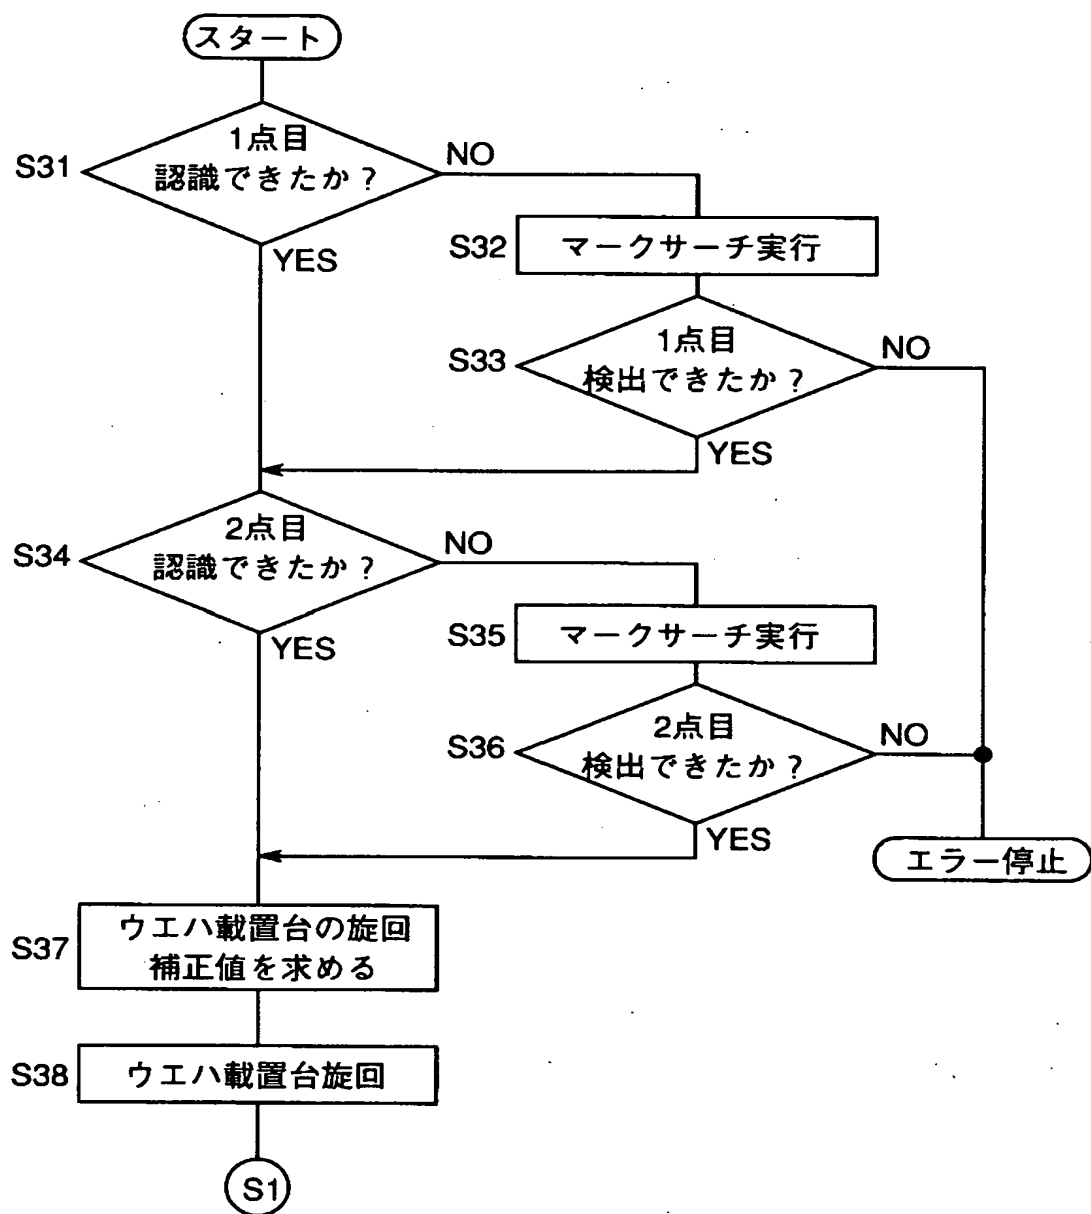 スタート
S31
1点目
認識できたか？
NO
YES
S32
マークサーチ実行
S33
1点目
検出できたか？
NO
YES
S34
2点目
認識できたか？
NO
YES
S35
マークサーチ実行
S36
2点目
検出できたか？
NO
YES
エラー停止
S37
ウエハ載置台の旋回
補正値を求める
S38
ウエハ載置台旋回
S1